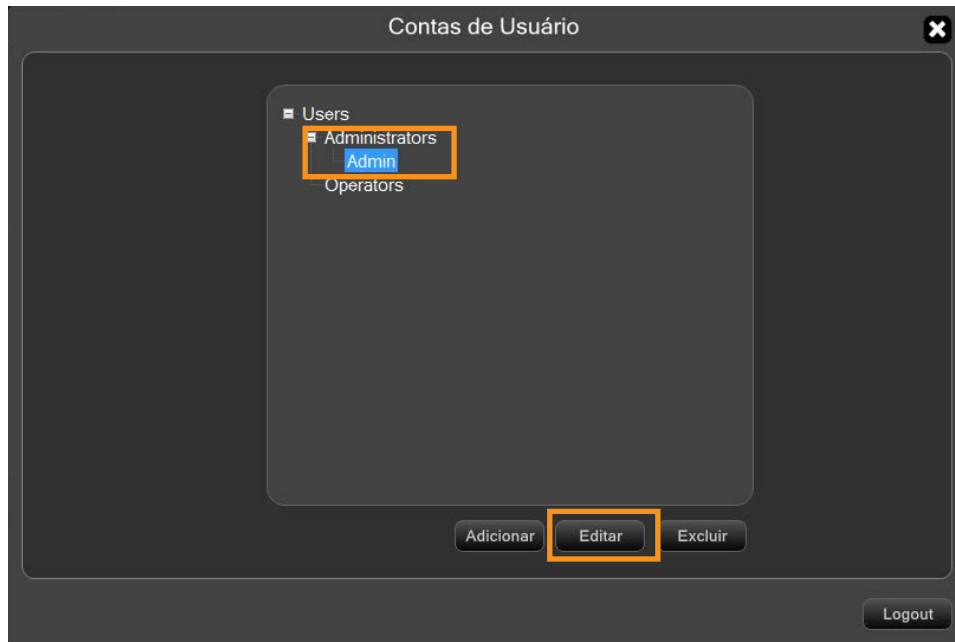 Contas de Usuário
Users
Administrators
Admin
Operators
Adicionar Editar Excluir
Logout